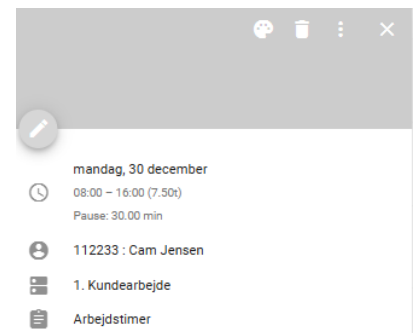 mandag, 30 december
08:00 – 16:00 (7.50t)
Pause: 30.00 min
112233 : Cam Jensen
1. Kundearbejde
Arbejdstimer